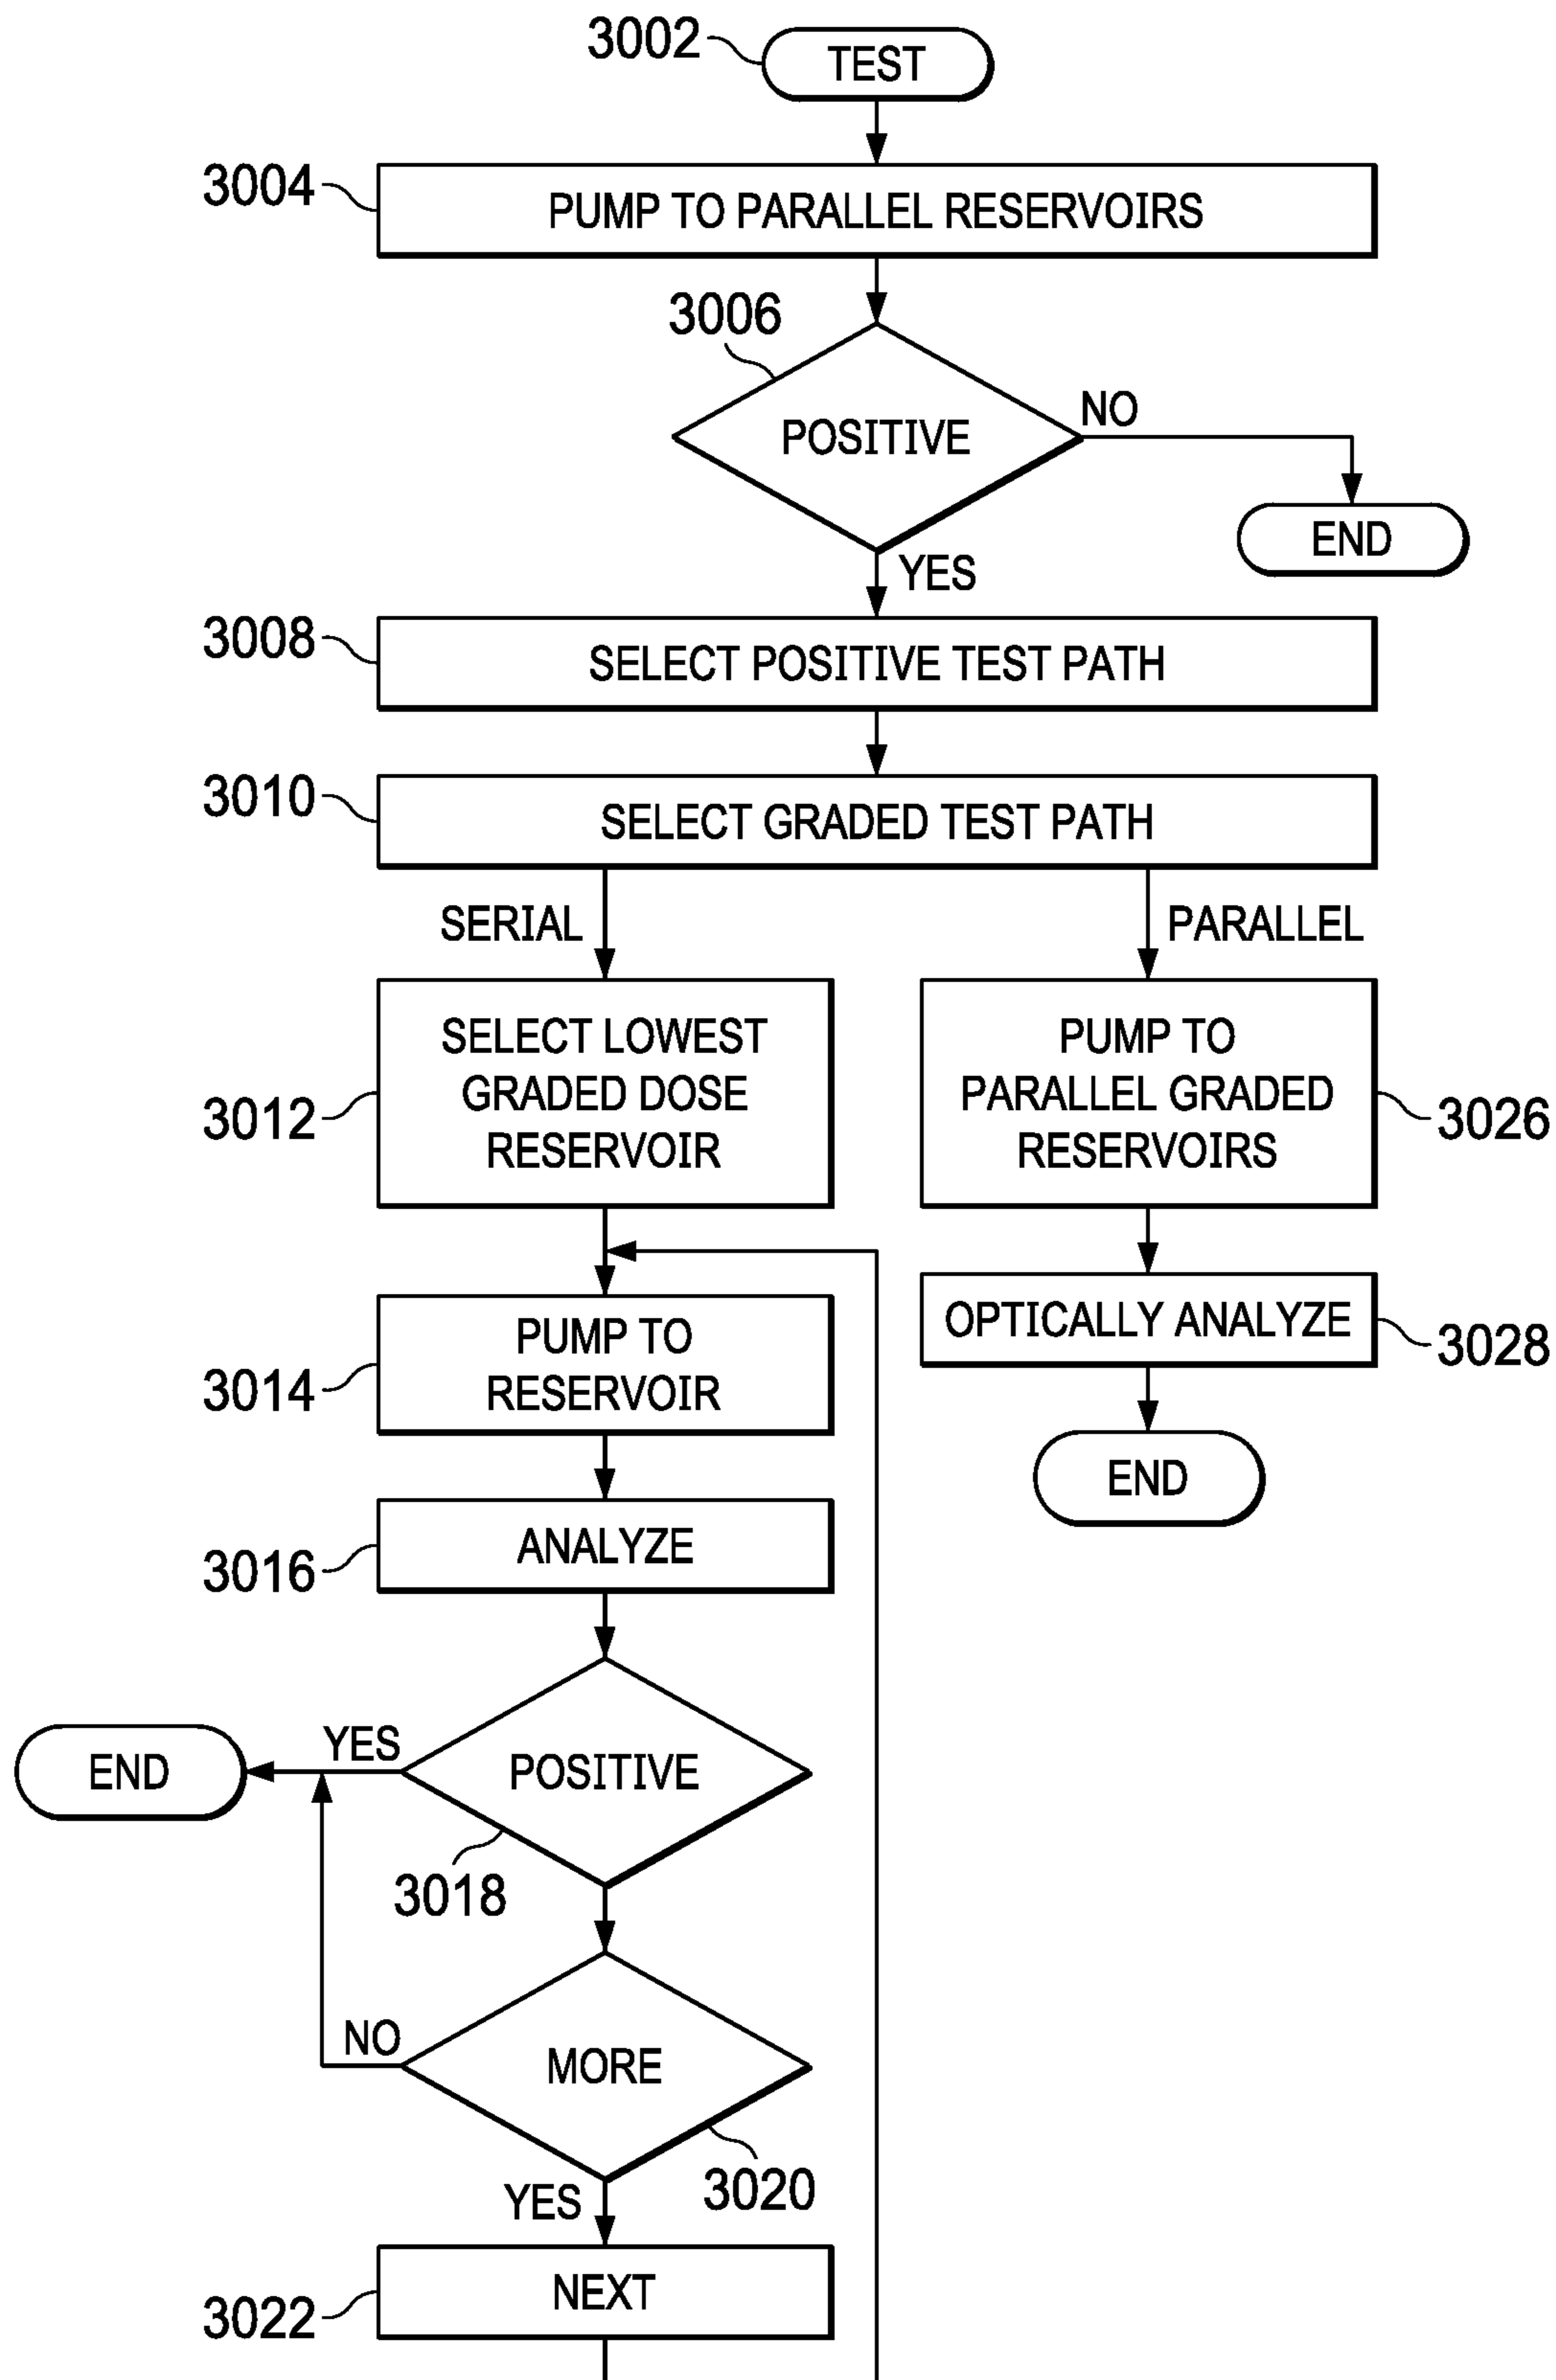 3002
TEST
3004
PUMP TO PARALLEL RESERVOIRS
3006
POSITIVE
NO
END
YES
3008
SELECT POSITIVE TEST PATH
3010
SELECT GRADED TEST PATH
SERIAL
PARALLEL
SELECT LOWEST
GRADED DOSE
RESERVOIR
3012
PUMP TO
PARALLEL GRADED
RESERVOIRS
3026
PUMP TO
RESERVOIR
3014
OPTICALLY ANALYZE
3028
END
ANALYZE
3016
END
YES
POSITIVE
3018
NO
MORE
3020
YES
NEXT
3022